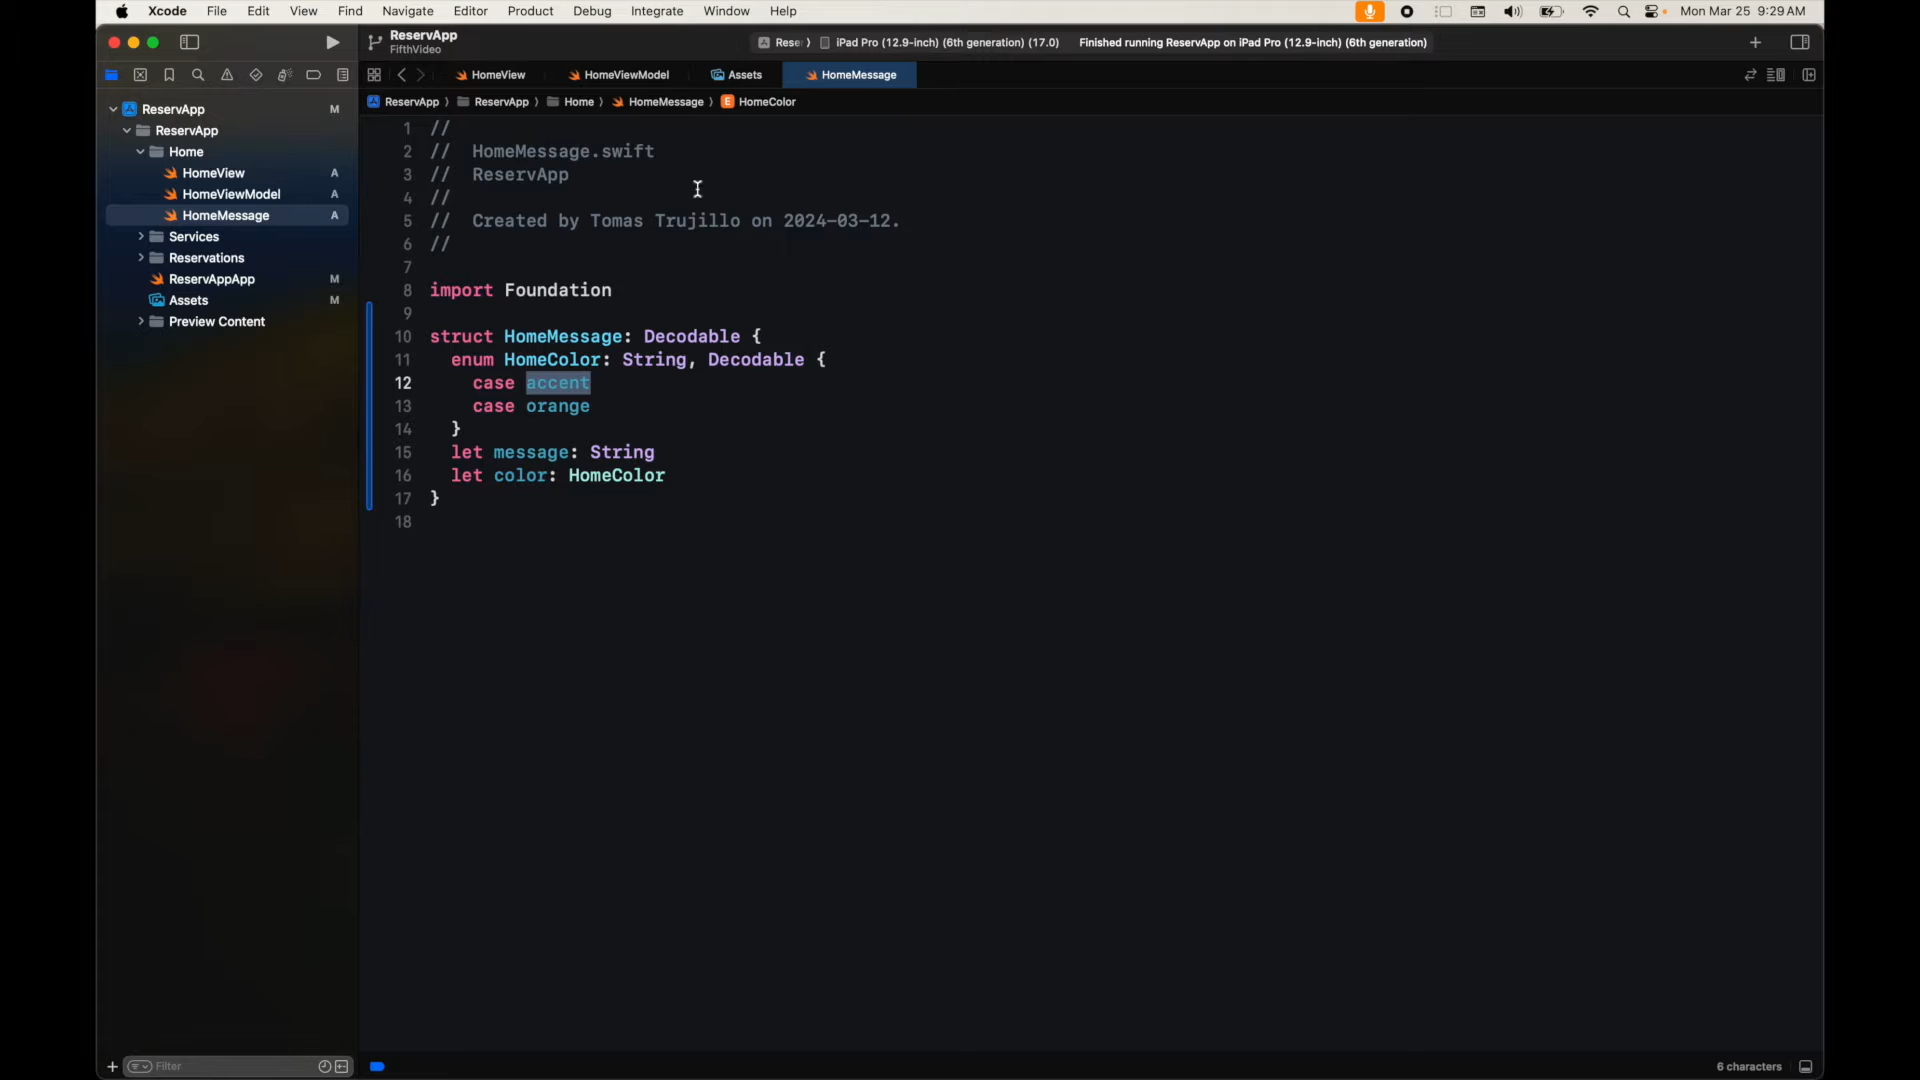 Xcode File Edit View Find Navigate Editor Product Debug Integrate Window Help Mon Mar 25 9:29 AM
ReservApp
FifthVideo
Reser iPad Pro (12.9-inch) (6th generation) (17.0) Finished running ReservApp on iPad Pro (12.9-inch) (6th generation)
HomeView HomeViewModel Assets HomeMessage
ReservApp ReservApp Home HomeMessage E HomeColor
ReservApp M
ReservApp
Home
HomeView A
HomeViewModel A
HomeMessage A
Services
Reservations
ReservAppApp M
Assets M
Preview Content
1 //
2 // HomeMessage.swift
3 // ReservApp
4 //
5 // Created by Tomas Trujillo on 2024-03-12.
6 //
7
8 import Foundation
9
10 struct HomeMessage: Decodable {
11 enum HomeColor: String, Decodable {
12 case accent
13 case orange
14 }
15 let message: String
16 let color: HomeColor
17 }
18
Filter
6 characters